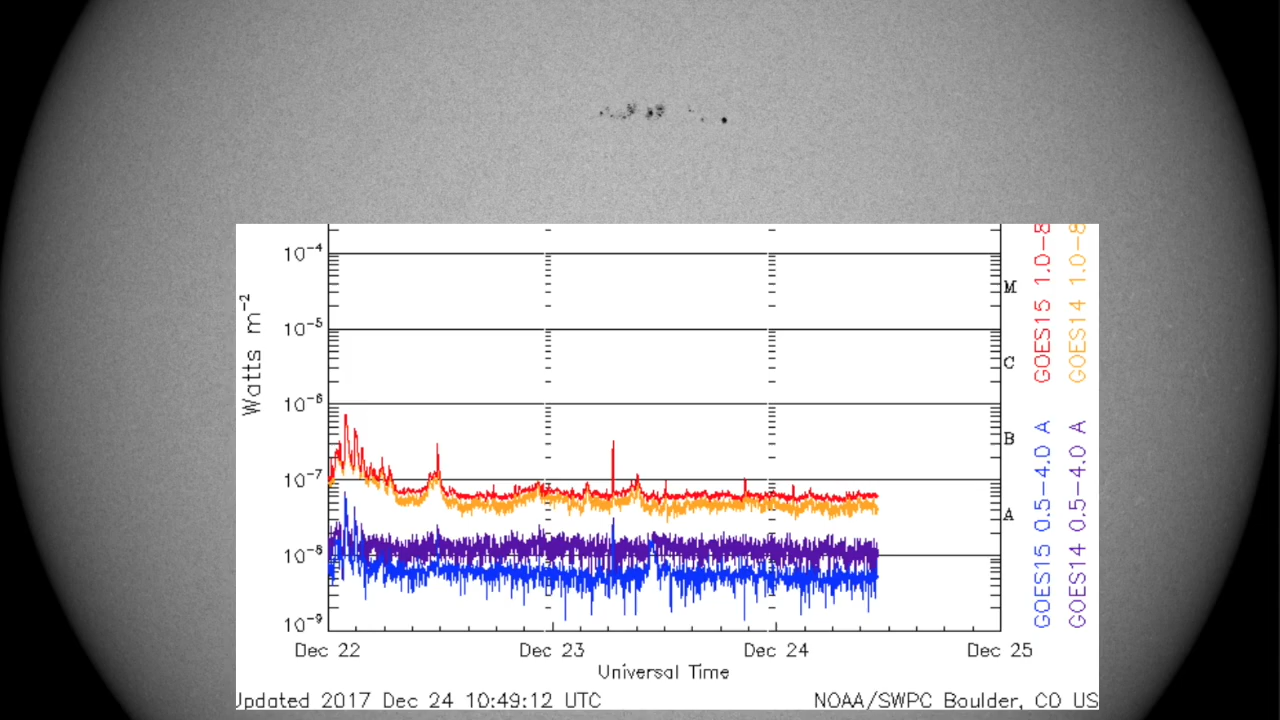 10−4
10−5
10−6
10−7
10−8
10−9
Watts m−2
M
C
B
A
Dec 22
Dec 23
Dec 24
Dec 25
Universal Time
GOES15 1.0−8
GOES14 1.0−8
GOES15 0.5−4.0 A
GOES14 0.5−4.0 A
Updated 2017 Dec 24 10:49:12 UTC
NOAA/SWPC Boulder, CO US